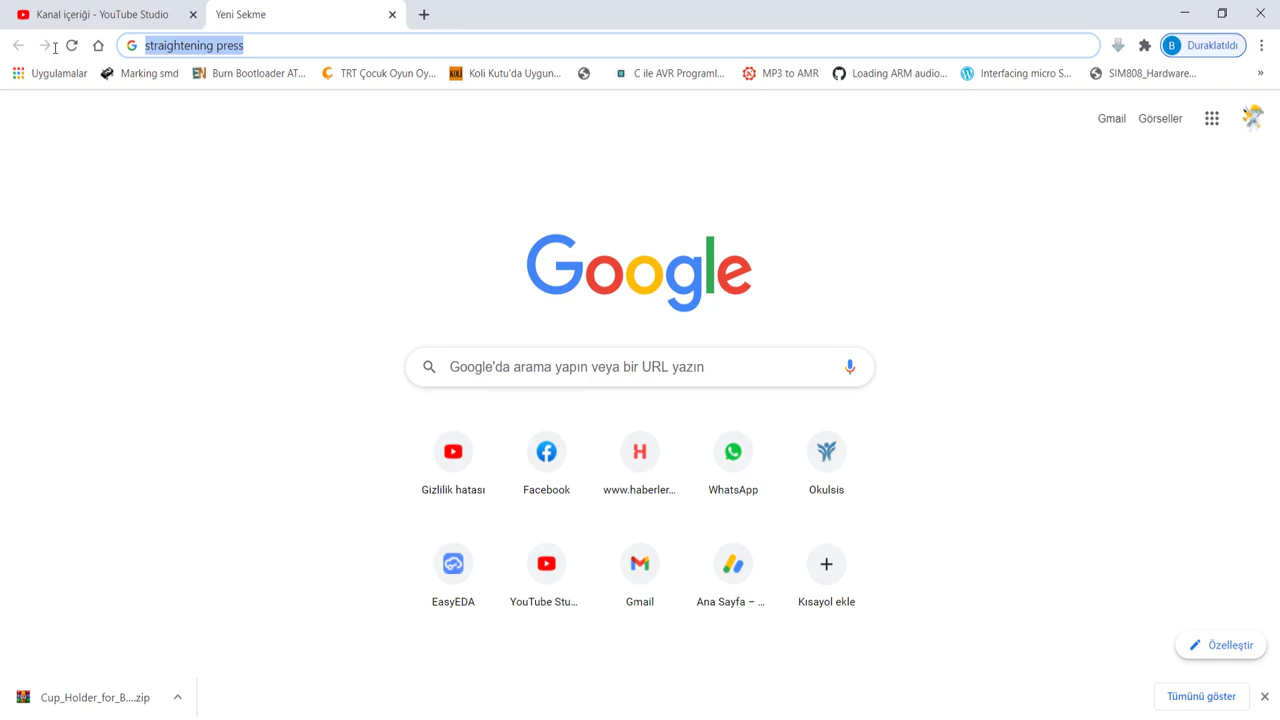 Kanal içeriği - YouTube Studio
Yeni Sekme
straightening press
B Duraklatıldı
Uygulamalar
Marking smd
EN Burn Bootloader AT...
TRT Çocuk Oyun Oy...
KOLİ Koli Kutu'da Uygun...
C ile AVR Programl...
MP3 to AMR
Loading ARM audio...
Interfacing micro S...
SIM808_Hardware...
»
Gmail
Görseller
Google
Google'da arama yapın veya bir URL yazın
Gizlilik hatası
Facebook
H
www.haberler...
WhatsApp
Okulsis
EasyEDA
YouTube Stu...
Gmail
Ana Sayfa – ...
Kısayol ekle
Özelleştir
Cup_Holder_for_B....zip
Tümünü göster